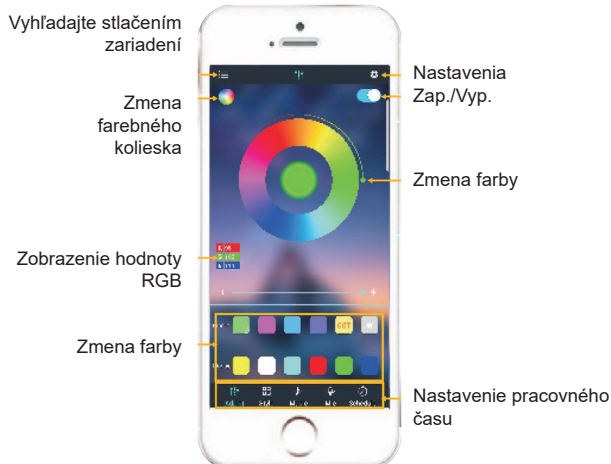 Vyhľadajte stlačením
zariadení
Nastavenia
Zap./Vyp.
Zmena
farebného
kolieska
Zmena farby
Zobrazenie hodnoty
RGB
Zmena farby
CCT
Nastavenie pracovného
času
Adjust